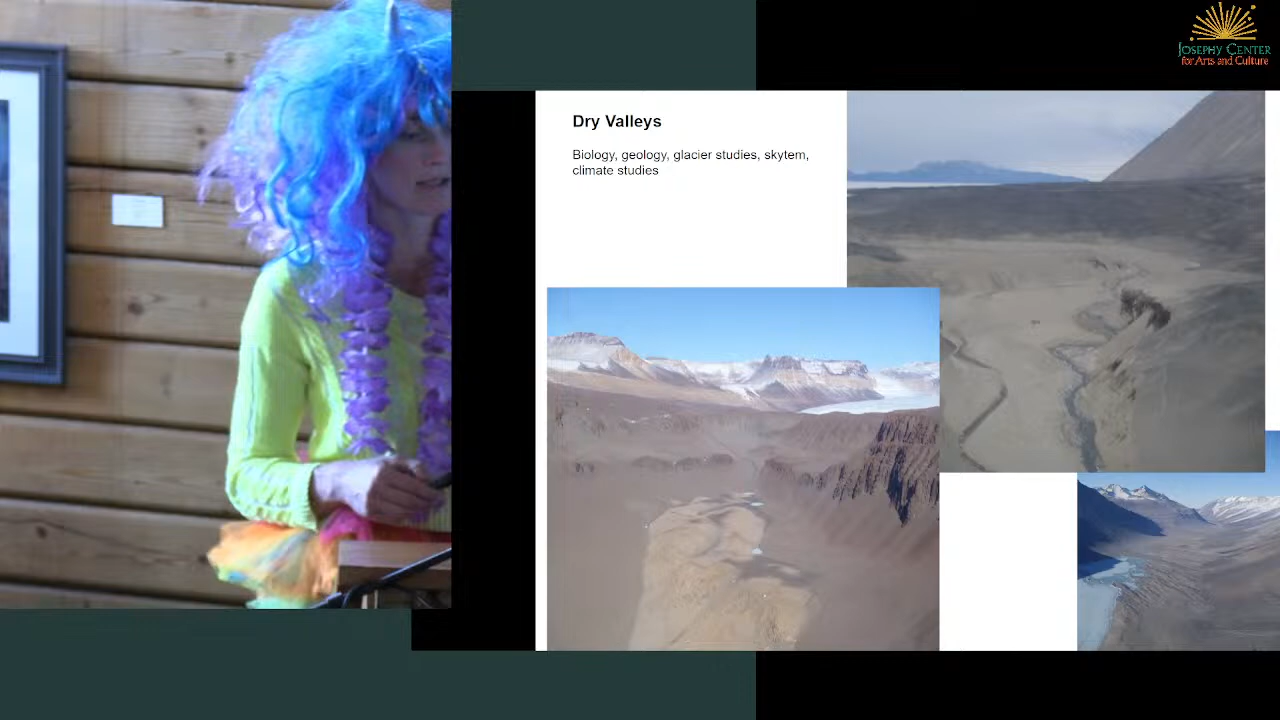 JOSEPHY CENTER
for Arts and Culture
Dry Valleys
Biology, geology, glacier studies, skytem,
climate studies